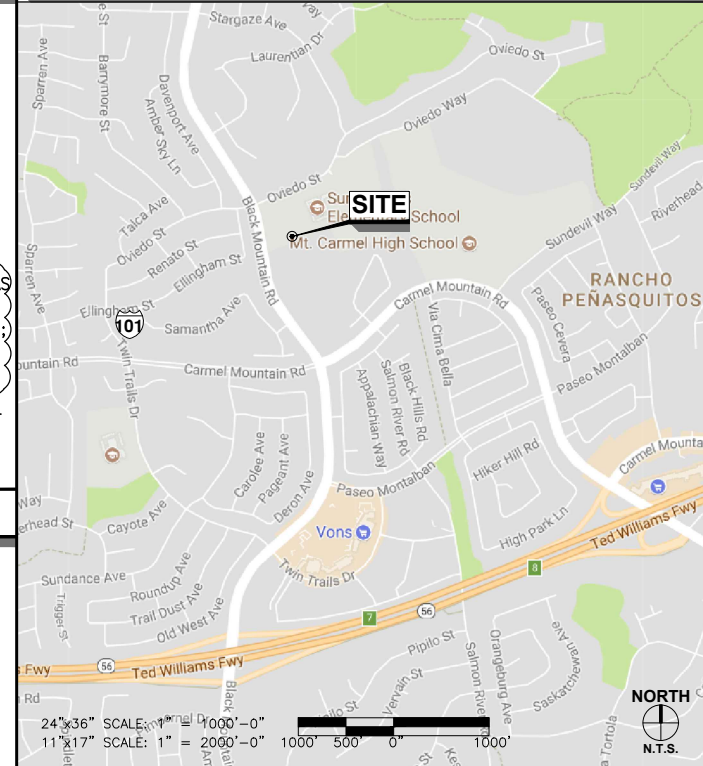 Stargaze Ave
Laurentian Dr
Oviedo St
Sparren Ave
Barrymore St
Davenport Ave
Amber Sky Ln
Oviedo Way
Oviedo St
SITE
School
Mt. Carmel High School
Black Mountain Rd
Sundevil Way
Riverhead
Sundevil Way
Talca Ave
Oviedo St
Renato St
Ellingham St
Sparren Ave
Ellingham St
101
Samantha Ave
Twin Trails Dr
Carmel Mountain Rd
RANCHO
PEÑASQUITOS
Paseo Cevera
Via Cima Bella
Paseo Montalban
Carmel Mountain Rd
Black Hills Rd
Salmon River Rd
Appalachian Way
Carolee Ave
Pageant Ave
Deron Ave
Hiker Hill Rd
Paseo Montalban
Cayote Ave
Way
erhead St
Vons
High Park Ln
Ted Williams Fwy
Twin Trails Dr
Sundance Ave
Roundup Ave
Trail Dust Ave
Old West Ave
Trigger St
8
7
56
56
Ted Williams Fwy
s Fwy
Pipilo St
Vervain St
Salmon River
Orangeburg Ave
Saskatchewan Ave
Rd
NORTH
N.T.S.
24"x36" SCALE: 1" = 1000'-0"
11"x17" SCALE: 1" = 2000'-0"
1000' 500' 0" 1000'